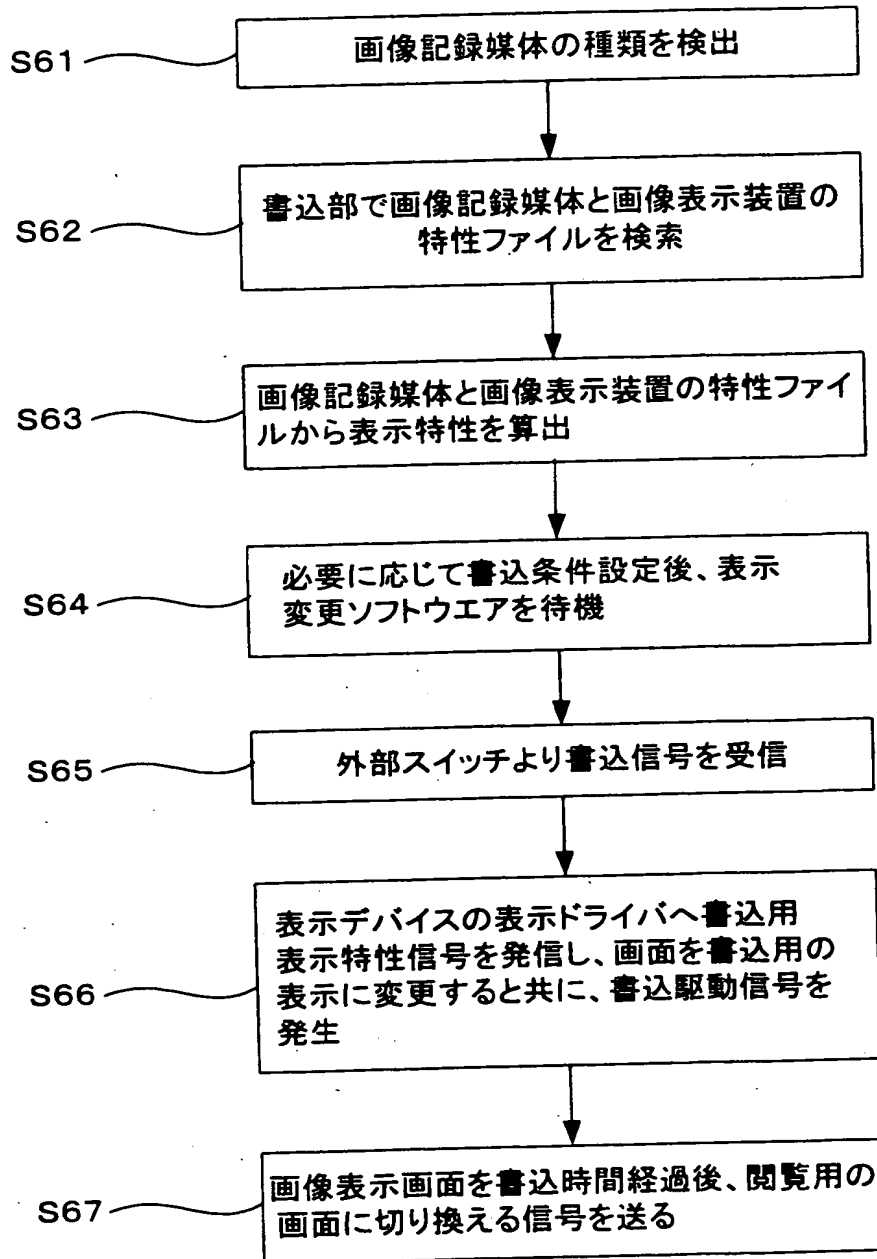 S61
画像記録媒体の種類を検出
S62
書込部で画像記録媒体と画像表示装置の
特性ファイルを検索
S63
画像記録媒体と画像表示装置の特性ファイ
ルから表示特性を算出
S64
必要に応じて書込条件設定後、表示
変更ソフトウエアを待機
S65
外部スイッチより書込信号を受信
S66
表示デバイスの表示ドライバへ書込用
表示特性信号を発信し、画面を書込用の
表示に変更すると共に、書込駆動信号を
発生
S67
画像表示画面を書込時間経過後、閲覧用の
画面に切り換える信号を送る